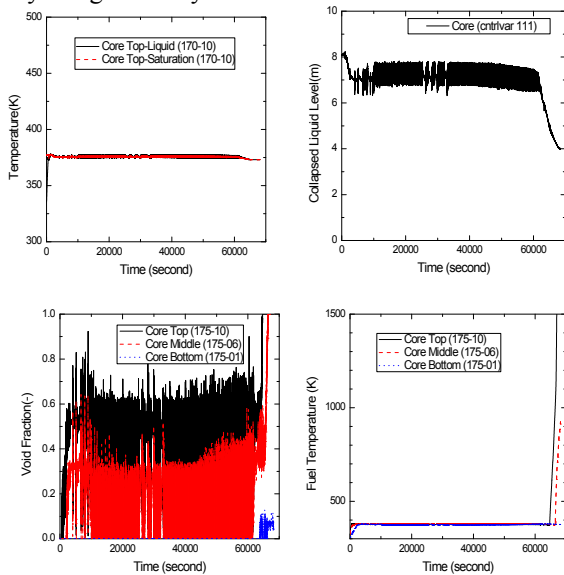 500
450
400
350
300
Temperature(K)
Core Top-Liquid (170-10)
Core Top-Saturation (170-10)
0 20000 40000 60000
Time (second)
10
8
6
4
2
0
Collapsed Liquid Level(m)
Core (cntrlvar 111)
0 20000 40000 60000
Time (second)
1.0
0.8
0.6
0.4
0.2
0.0
Void Fraction(-)
Core Top (175-10)
Core Middle (175-06)
Core Bottom (175-01)
0 20000 40000 60000
Time (second)
1500
1000
500
Fuel Temperature (K)
Core Top (175-10)
Core Middle (175-06)
Core Bottom (175-01)
0 20000 40000 60000
Time (second)